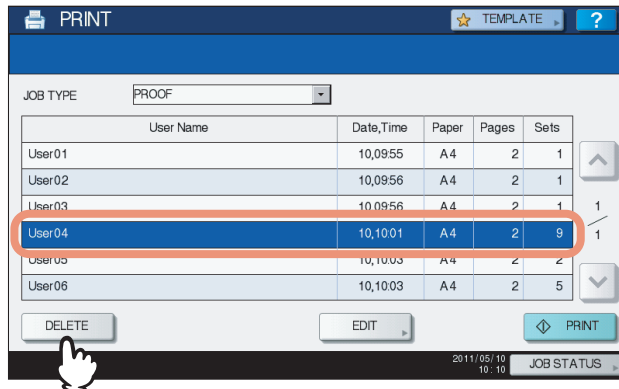 PRINT TEMPLATE ?
JOB TYPE PROOF
User Name Date,Time Paper Pages Sets
User01 10,09:55 A4 2 1
User02 10,09:56 A4 2 1
User03 10,09:56 A4 2 1
User04 10,10:01 A4 2 9
User05 10,10:03 A4 2 2
User06 10,10:03 A4 2 5
1
1
DELETE EDIT PRINT
2011/05/10
10:10 JOB STATUS